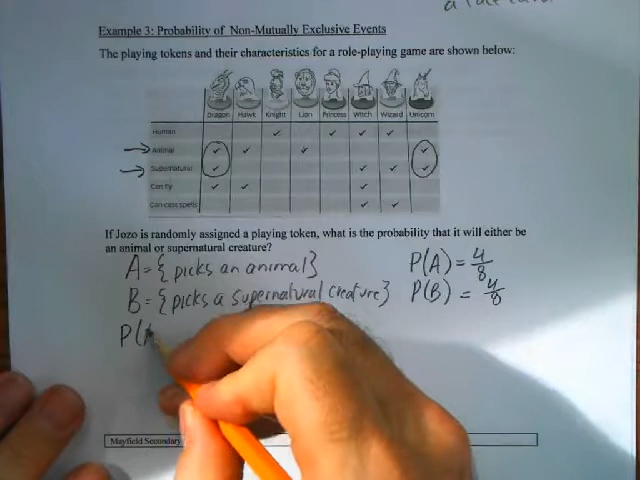 Example 3: Probability of Non-Mutually Exclusive Events
The playing tokens and their characteristics for a role-playing game are shown below:
Dragon Hawk Knight Lion Princess Witch Wizard Unicorn
Human ✓ ✓ ✓ ✓
Animal ✓ ✓ ✓ ✓
Supernatural ✓ ✓ ✓ ✓
Can fly ✓ ✓ ✓
Can cast spells ✓ ✓
If Jozo is randomly assigned a playing token, what is the probability that it will either be
an animal or supernatural creature?
A = { picks an animal} P(A) = 4/8
B = { picks a supernatural creature} P(B) = 4/8
P(A
Mayfield Secondary